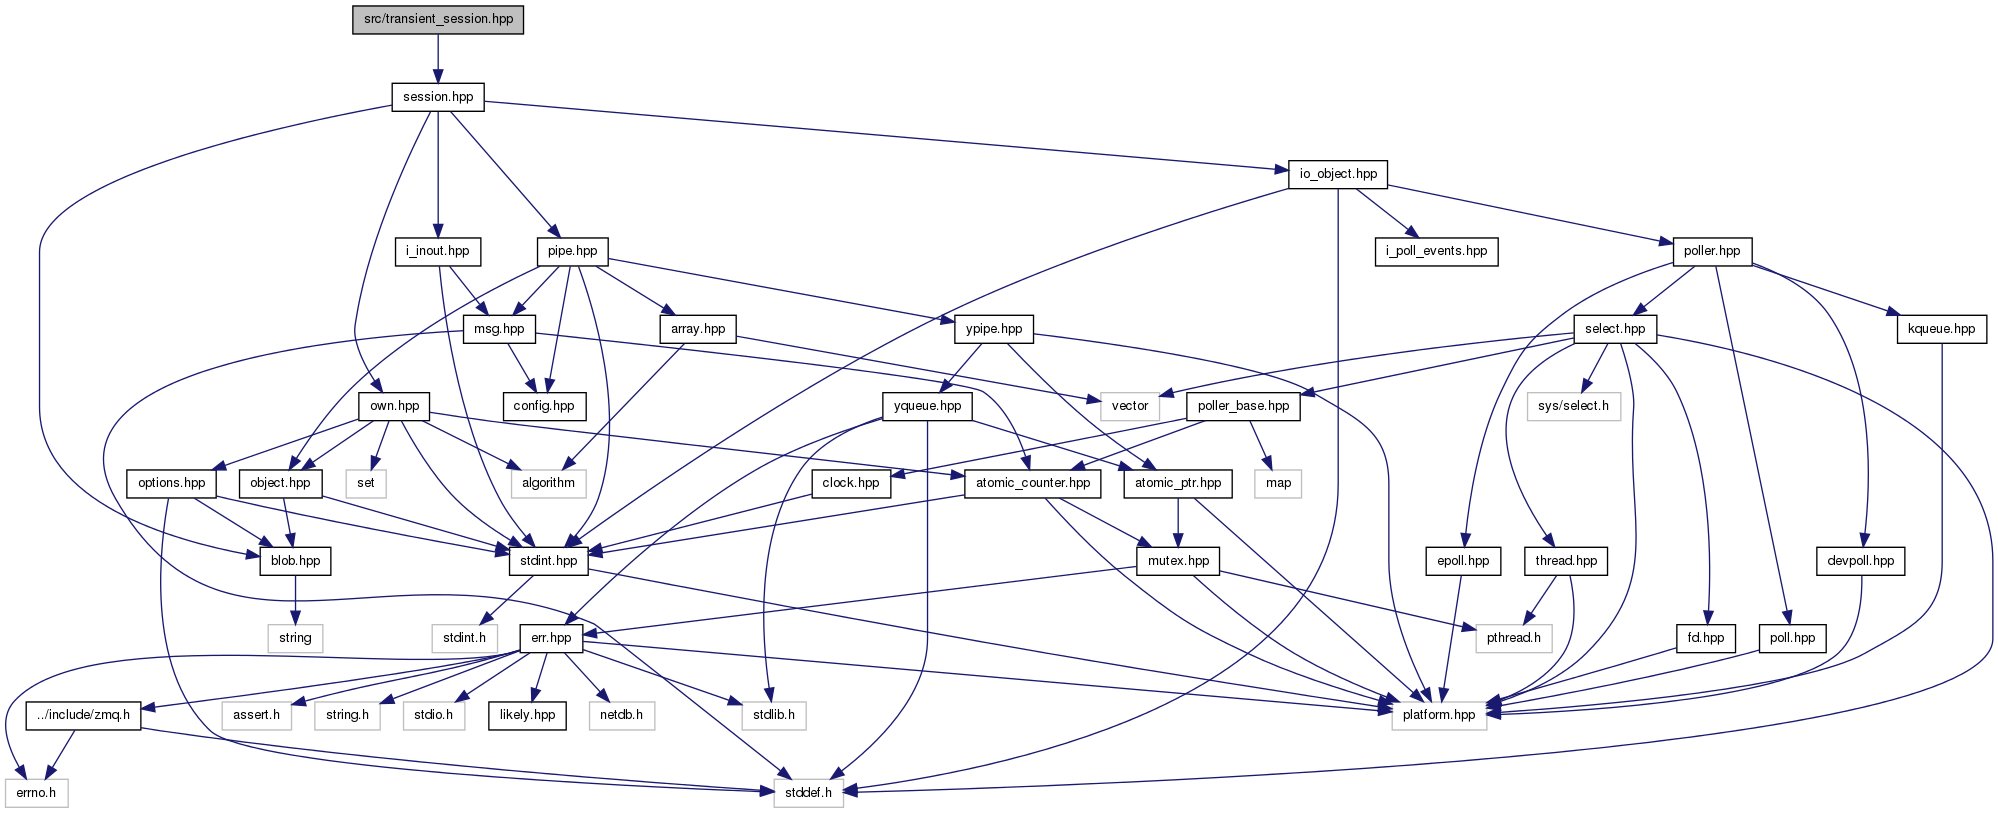 src/transient_session.hpp
session.hpp
io_object.hpp
i_inout.hpp
pipe.hpp
i_poll_events.hpp
poller.hpp
msg.hpp
array.hpp
ypipe.hpp
select.hpp
kqueue.hpp
own.hpp
config.hpp
yqueue.hpp
vector
poller_base.hpp
sys/select.h
options.hpp
object.hpp
set
algorithm
clock.hpp
atomic_counter.hpp
atomic_ptr.hpp
map
blob.hpp
stdint.hpp
mutex.hpp
epoll.hpp
thread.hpp
devpoll.hpp
string
stdint.h
err.hpp
pthread.h
fd.hpp
poll.hpp
../include/zmq.h
assert.h
string.h
stdio.h
likely.hpp
netdb.h
stdlib.h
platform.hpp
errno.h
stddef.h